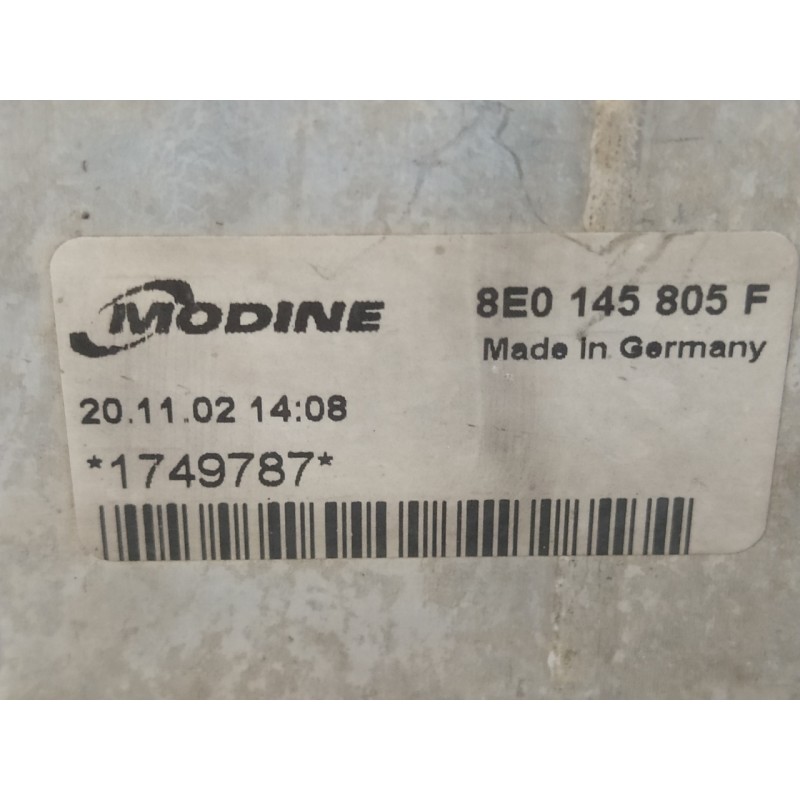 MODINE
8E0 145 805 F
Made in Germany
20.11.02 14:08
*1749787*